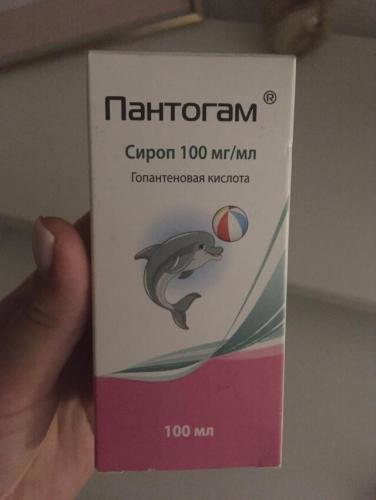 Пантогам ®
Сироп 100 мг/мл
Гопантеновая кислота
100 мл